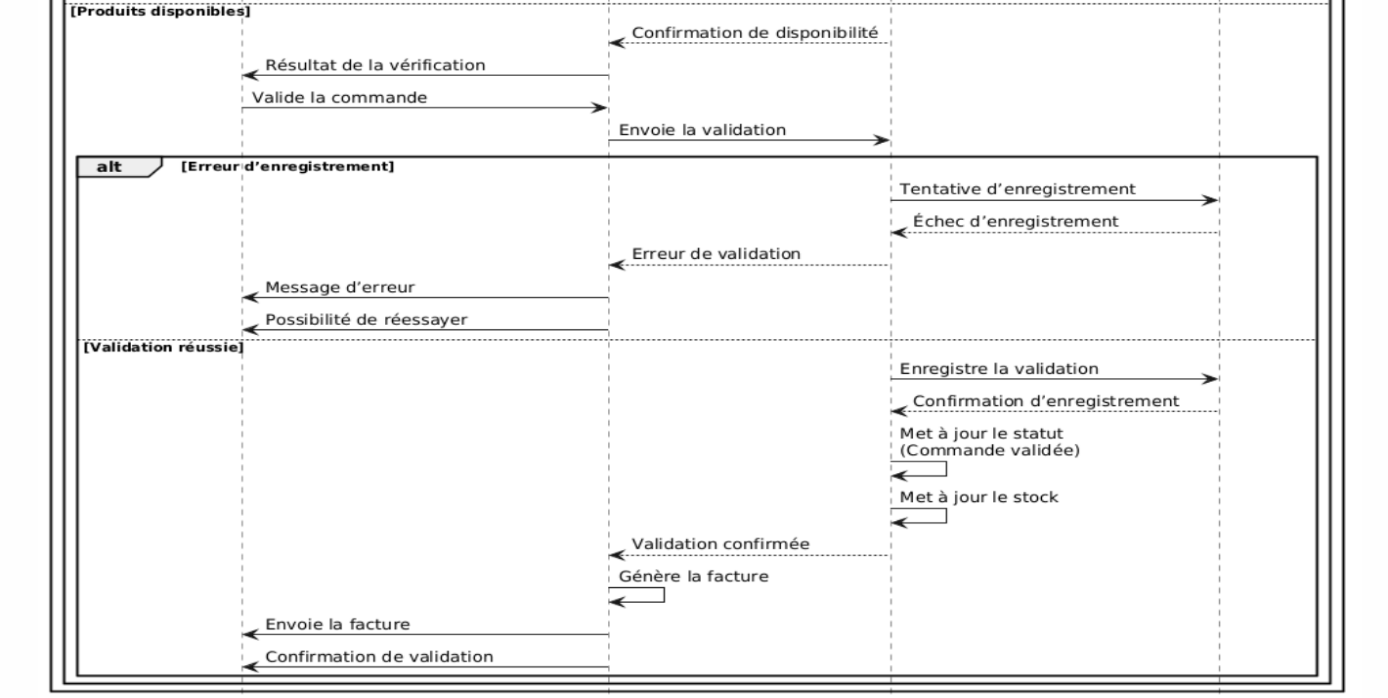 [Produits disponibles]
Confirmation de disponibilité
Résultat de la vérification
Valide la commande
Envoie la validation
alt
[Erreur d’enregistrement]
Tentative d’enregistrement
Échec d’enregistrement
Erreur de validation
Message d’erreur
Possibilité de réessayer
[Validation réussie]
Enregistre la validation
Confirmation d’enregistrement
Met à jour le statut
(Commande validée)
Met à jour le stock
Validation confirmée
Génère la facture
Envoie la facture
Confirmation de validation